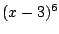 (x − 3)⁶